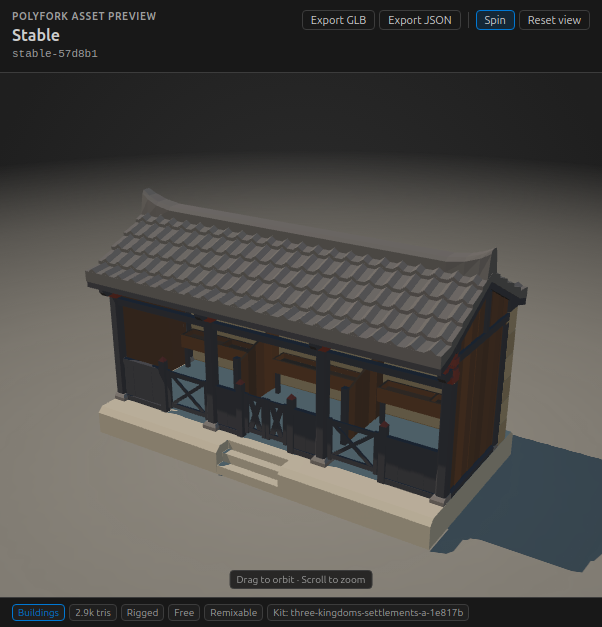 POLYFORK ASSET PREVIEW
Stable
stable-57d8b1
Export GLB
Export JSON
Spin
Reset view
Drag to orbit · Scroll to zoom
Buildings
2.9k tris
Rigged
Free
Remixable
Kit: three-kingdoms-settlements-a-1e817b